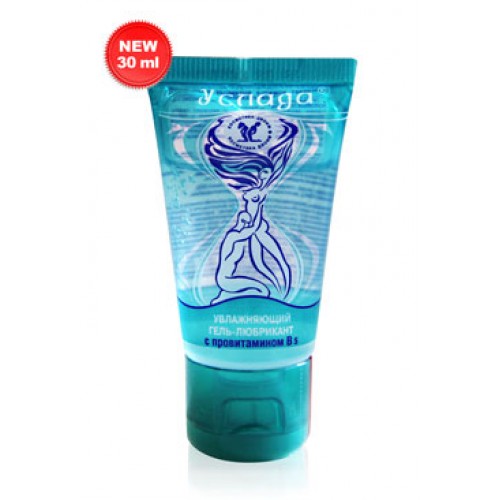 NEW
30 ml
Услада®
УВЛАЖНЯЮЩИЙ
ГЕЛЬ-ЛЮБРИКАНТ
с провитамином B5